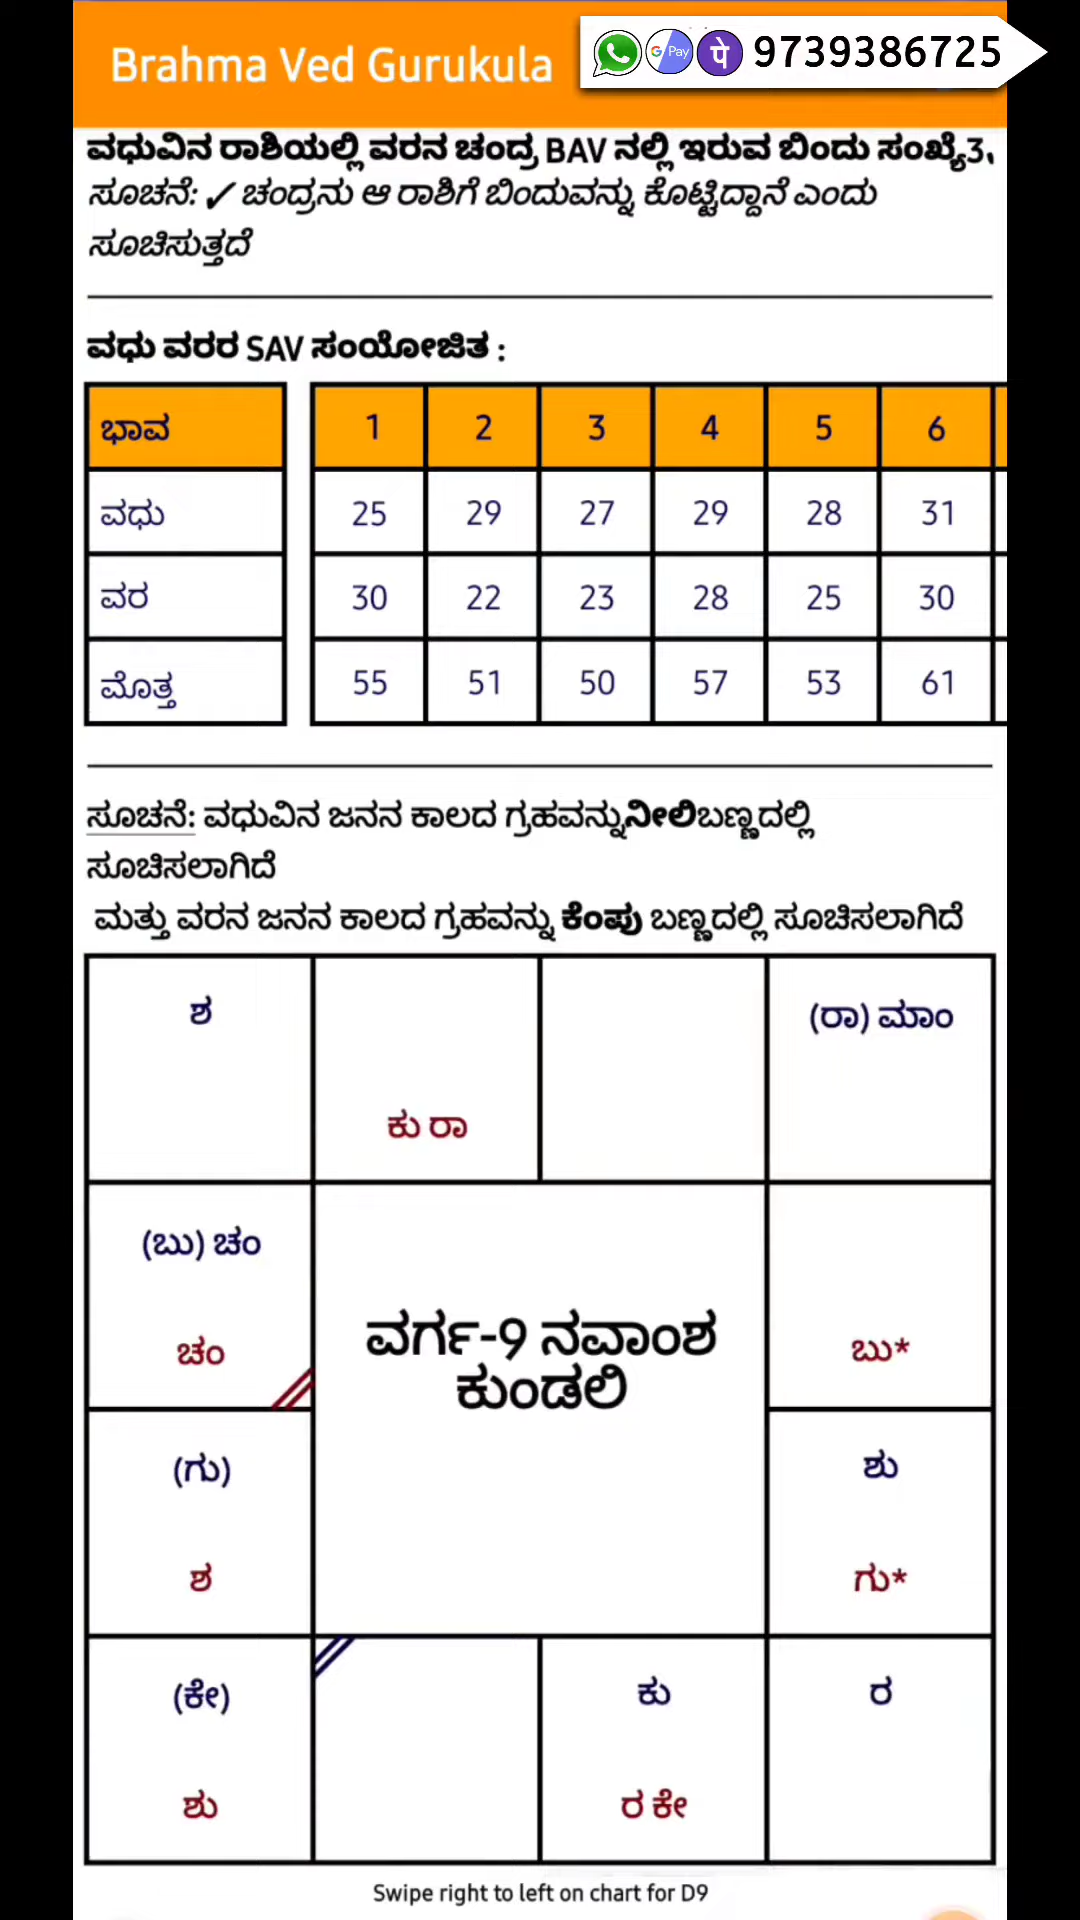 Brahma Ved Gurukula
9739386725
G Pay
पे
ವಧುವಿನ ರಾಶಿಯಲ್ಲಿ ವರನ ಚಂದ್ರ BAV ನಲ್ಲಿ ಇರುವ ಬಿಂದು ಸಂಖ್ಯೆ3,
ಸೂಚನೆ: ✓ ಚಂದ್ರನು ಆ ರಾಶಿಗೆ ಬಿಂದುವನ್ನು ಕೊಟ್ಟಿದ್ದಾನೆ ಎಂದು
ಸೂಚಿಸುತ್ತದೆ
ವಧು ವರರ SAV ಸಂಯೋಜಿತ :
ಭಾವ 1 2 3 4 5 6
ವಧು 25 29 27 29 28 31
ವರ 30 22 23 28 25 30
ಮೊತ್ತ 55 51 50 57 53 61
ಸೂಚನೆ: ವಧುವಿನ ಜನನ ಕಾಲದ ಗ್ರಹವನ್ನುನೀಲಿಬಣ್ಣದಲ್ಲಿ
ಸೂಚಿಸಲಾಗಿದೆ
ಮತ್ತು ವರನ ಜನನ ಕಾಲದ ಗ್ರಹವನ್ನು ಕೆಂಪು ಬಣ್ಣದಲ್ಲಿ ಸೂಚಿಸಲಾಗಿದೆ
ಶ (ರಾ) ಮಾಂ
ಕು ರಾ
(ಬು) ಚಂ
ವರ್ಗ-9 ನವಾಂಶ
ಚಂ ಬು*
ಕುಂಡಲಿ
(ಗು) ಶು
ಶ ಗು*
(ಕೇ) ಕು ರ
ಶು ರ ಕೇ
Swipe right to left on chart for D9